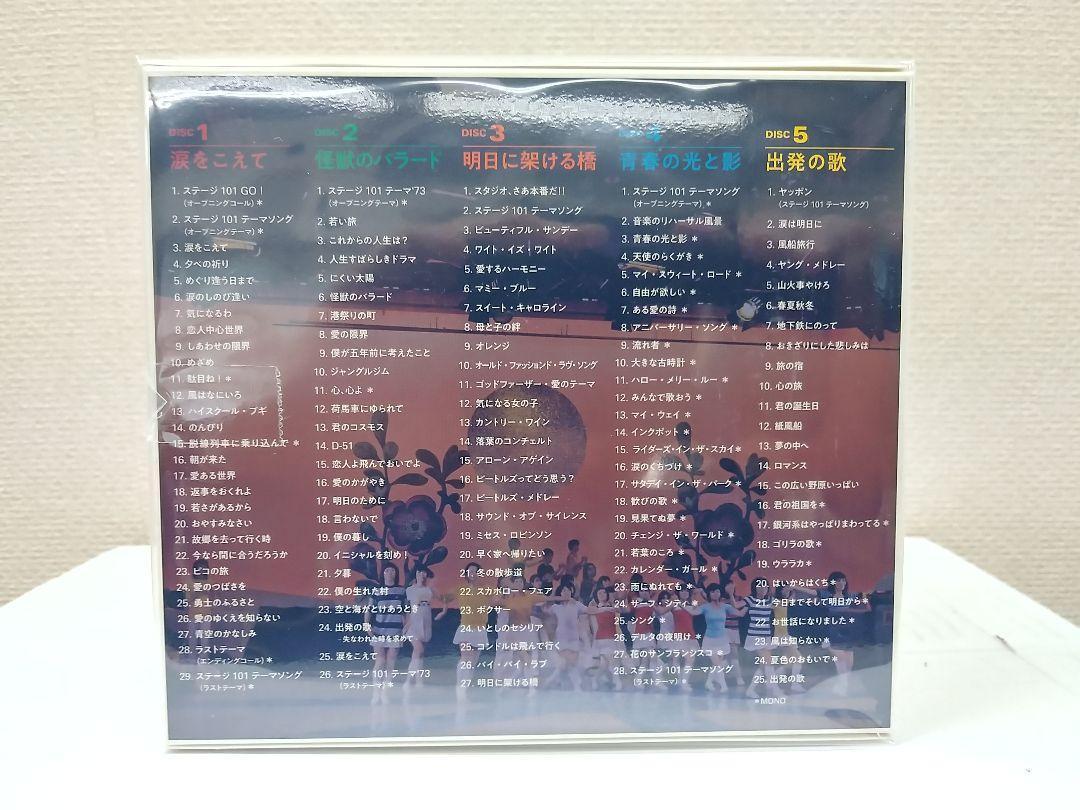 DISC 1
涙をこえて
1. ステージ 101 GO！
（オープニングコール）＊
2. ステージ 101 テーマソング
（オープニングテーマ）＊
3. 涙をこえて
4. 夕べの祈り
5. めぐり逢う日まで
6. 涙のしのび逢い
7. 気になるわ
8. 恋人中心世界
9. しあわせの限界
10. めざめ
11. 駄目ね！＊
12. 風はなにいろ
13. ハイスクール・ブギ
14. のんびり
15. 脱線列車に乗り込んで ＊
16. 朝が来た
17. 愛ある世界
18. 返事をおくれよ
19. 若さがあるから
20. おやすみなさい
21. 故郷を去って行く時
22. 今なら間に合うだろうか
23. ピコの旅
24. 愛のつばさを
25. 勇士のふるさと
26. 愛のゆくえを知らない
27. 青空のかなしみ
28. ラストテーマ
（エンディングコール）＊
29. ステージ 101 テーマソング
（ラストテーマ）＊
DISC 2
怪獣のバラード
1. ステージ 101 テーマ'73
（オープニングテーマ）＊
2. 若い旅
3. これからの人生は？
4. 人生すばらしきドラマ
5. にくい太陽
6. 怪獣のバラード
7. 港祭りの町
8. 愛の限界
9. 僕が五年前に考えたこと
10. ジャングルジム
11. 心、心よ ＊
12. 荷馬車にゆられて
13. 君のコスモス
14. D-51
15. 恋人よ飛んでおいでよ
16. 愛のかがやき
17. 明日のために
18. 言わないで
19. 僕の暮し
20. イニシャルを刻め！
21. 夕暮
22. 僕の生れた村
23. 空と海がとけあうとき
24. 出発の歌
-失なわれた時を求めて-
25. 涙をこえて
26. ステージ 101 テーマ'73
（ラストテーマ）＊
DISC 3
明日に架ける橋
1. スタジオ、さあ本番だ!!
2. ステージ 101 テーマソング
3. ビューティフル・サンデー
4. ワイト・イズ・ワイト
5. 愛するハーモニー
6. マミー・ブルー
7. スイート・キャロライン
8. 母と子の絆
9. オレンジ
10. オールド・ファッションド・ラヴ・ソング
11. ゴッドファーザー・愛のテーマ
12. 気になる女の子
13. カントリー・ワイン
14. 落葉のコンチェルト
15. アローン・アゲイン
16. ビートルズってどう思う？
17. ビートルズ・メドレー
18. サウンド・オブ・サイレンス
19. ミセス・ロビンソン
20. 早く家へ帰りたい
21. 冬の散歩道
22. スカボロー・フェア
23. ボクサー
24. いとしのセシリア
25. コンドルは飛んで行く
26. バイ・バイ・ラブ
27. 明日に架ける橋
青春の光と影
1. ステージ 101 テーマソング
（オープニングテーマ）＊
2. 音楽のリハーサル風景
3. 青春の光と影 ＊
4. 天使のらくがき ＊
5. マイ・スウィート・ロード ＊
6. 自由が欲しい ＊
7. ある愛の詩 ＊
8. アニバーサリー・ソング ＊
9. 流れ者 ＊
10. 大きな古時計 ＊
11. ハロー・メリー・ルー ＊
12. みんなで歌おう ＊
13. マイ・ウェイ ＊
14. インクポット ＊
15. ライダーズ・イン・ザ・スカイ＊
16. 涙のくちづけ ＊
17. サタデイ・イン・ザ・パーク ＊
18. 歓びの歌 ＊
19. 見果てぬ夢 ＊
20. チェンジ・ザ・ワールド ＊
21. 若葉のころ ＊
22. カレンダー・ガール ＊
23. 雨にぬれても ＊
24. サーフ・シティ ＊
25. シング ＊
26. デルタの夜明け ＊
27. 花のサンフランシスコ ＊
28. ステージ 101 テーマソング
（ラストテーマ）＊
DISC 5
出発の歌
1. ヤッポン
（ステージ 101 テーマソング）
2. 涙は明日に
3. 風船旅行
4. ヤング・メドレー
5. 山火事やけろ
6. 春夏秋冬
7. 地下鉄にのって
8. おきざりにした悲しみは
9. 旅の宿
10. 心の旅
11. 君の誕生日
12. 紙風船
13. 夢の中へ
14. ロマンス
15. この広い野原いっぱい
16. 君の祖国を＊
17. 銀河系はやっぱりまわってる ＊
18. ゴリラの歌＊
19. ウララカ＊
20. はいからはくち＊
21. 今日までそして明日から＊
22. お世話になりました＊
23. 風は知らない＊
24. 夏色のおもいで＊
25. 出発の歌
＊MONO